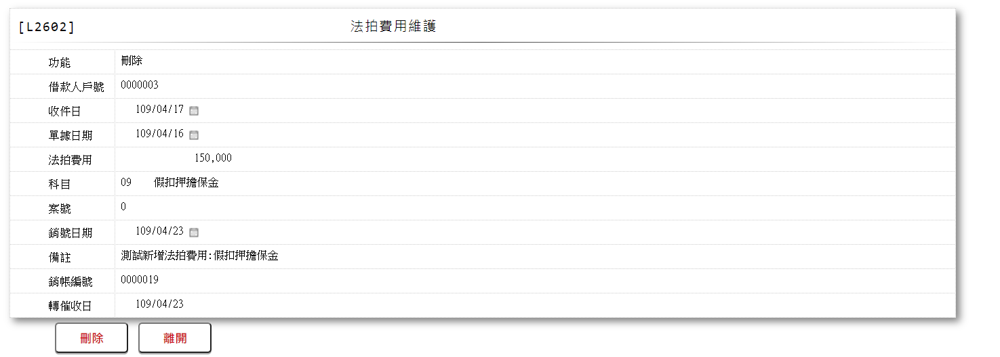 [L2602] 法拍費用維護
功能 刪除
借款人戶號 0000003
收件日 109/04/17
單據日期 109/04/16
法拍費用 150,000
科目 09 假扣押擔保金
案號 0
銷號日期 109/04/23
備註 測試新增法拍費用:假扣押擔保金
銷帳編號 0000019
轉催收日 109/04/23
刪除 離開